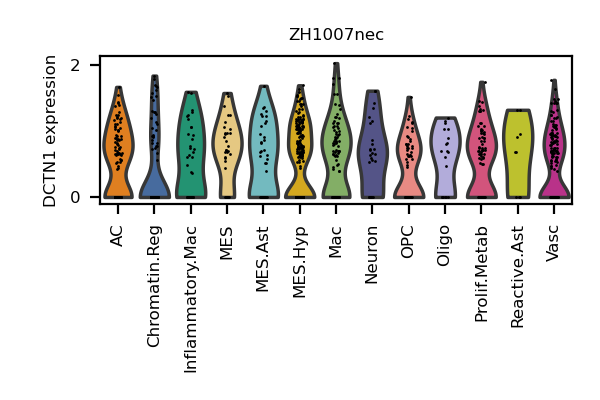 ZH1007nec
DCTN1 expression
2
0
AC
Chromatin.Reg
Inflammatory.Mac
MES
MES.Ast
MES.Hyp
Mac
Neuron
OPC
Oligo
Prolif.Metab
Reactive.Ast
Vasc